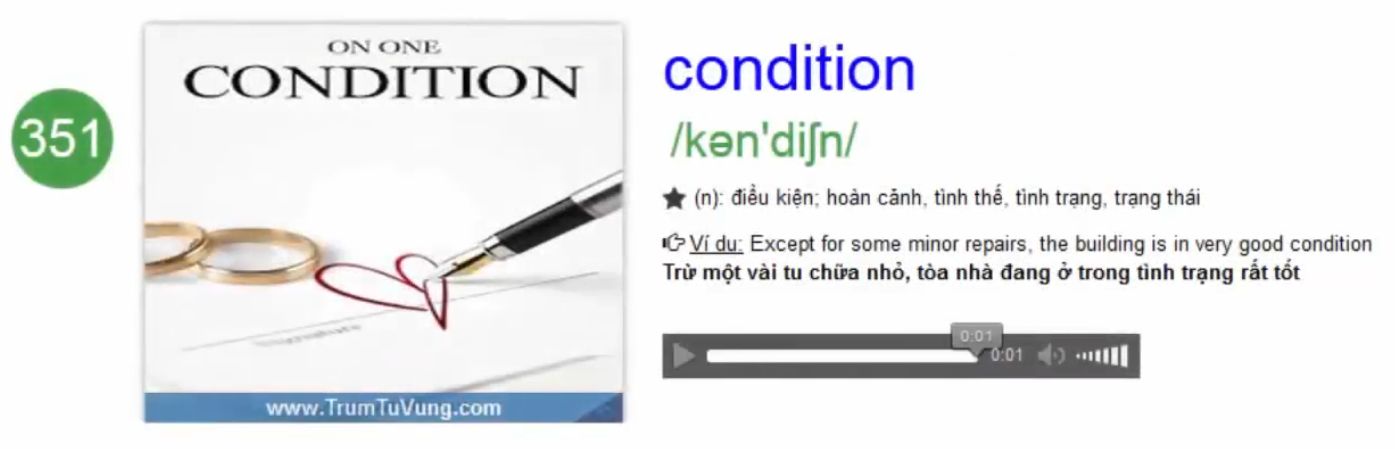 351
ON ONE
CONDITION
www.TrumTuVung.com
condition
/kən'diʃn/
(n): điều kiện; hoàn cảnh, tình thế, tình trạng, trạng thái
Ví dụ: Except for some minor repairs, the building is in very good condition
Trừ một vài tu chữa nhỏ, tòa nhà đang ở trong tình trạng rất tốt
0:01
0:01